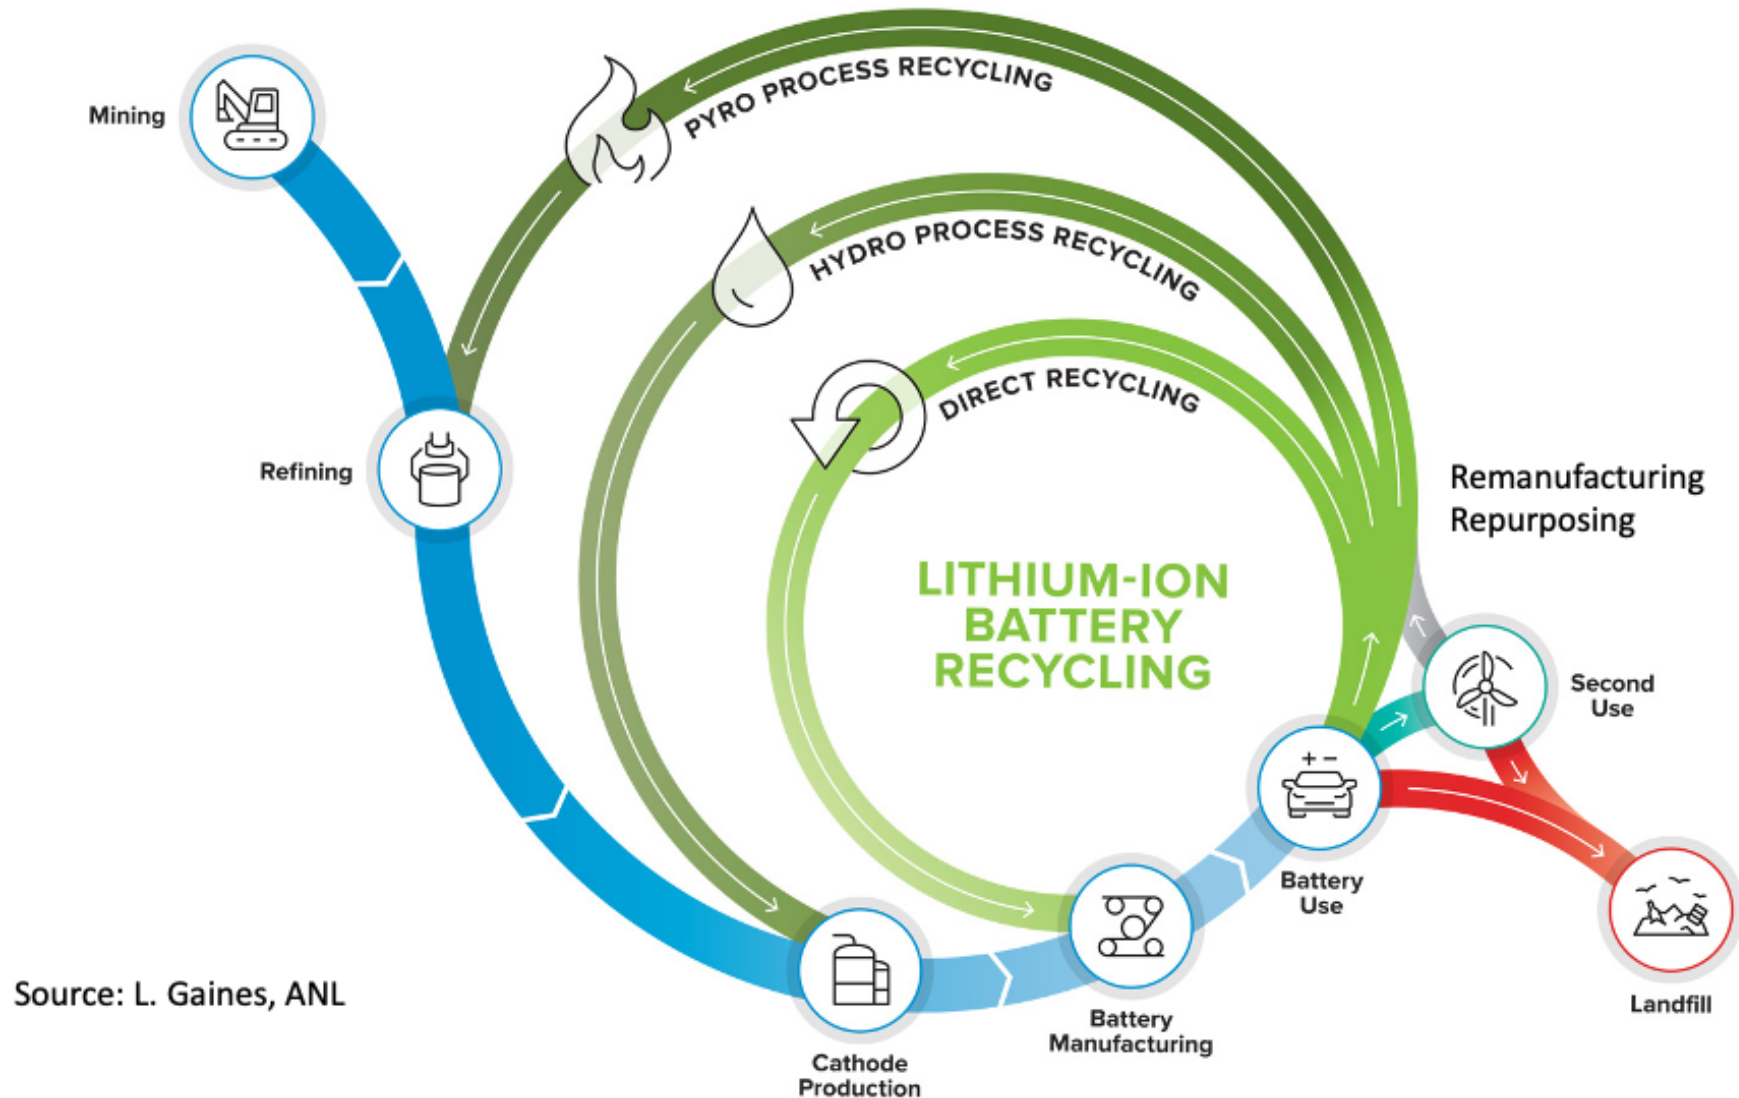 Mining
PYRO PROCESS RECYCLING
HYDRO PROCESS RECYCLING
DIRECT RECYCLING
Refining
Remanufacturing
Repurposing
LITHIUM-ION
BATTERY
RECYCLING
Second
Use
+ −
Battery
Use
Landfill
Source: L. Gaines, ANL
Battery
Manufacturing
Cathode
Production